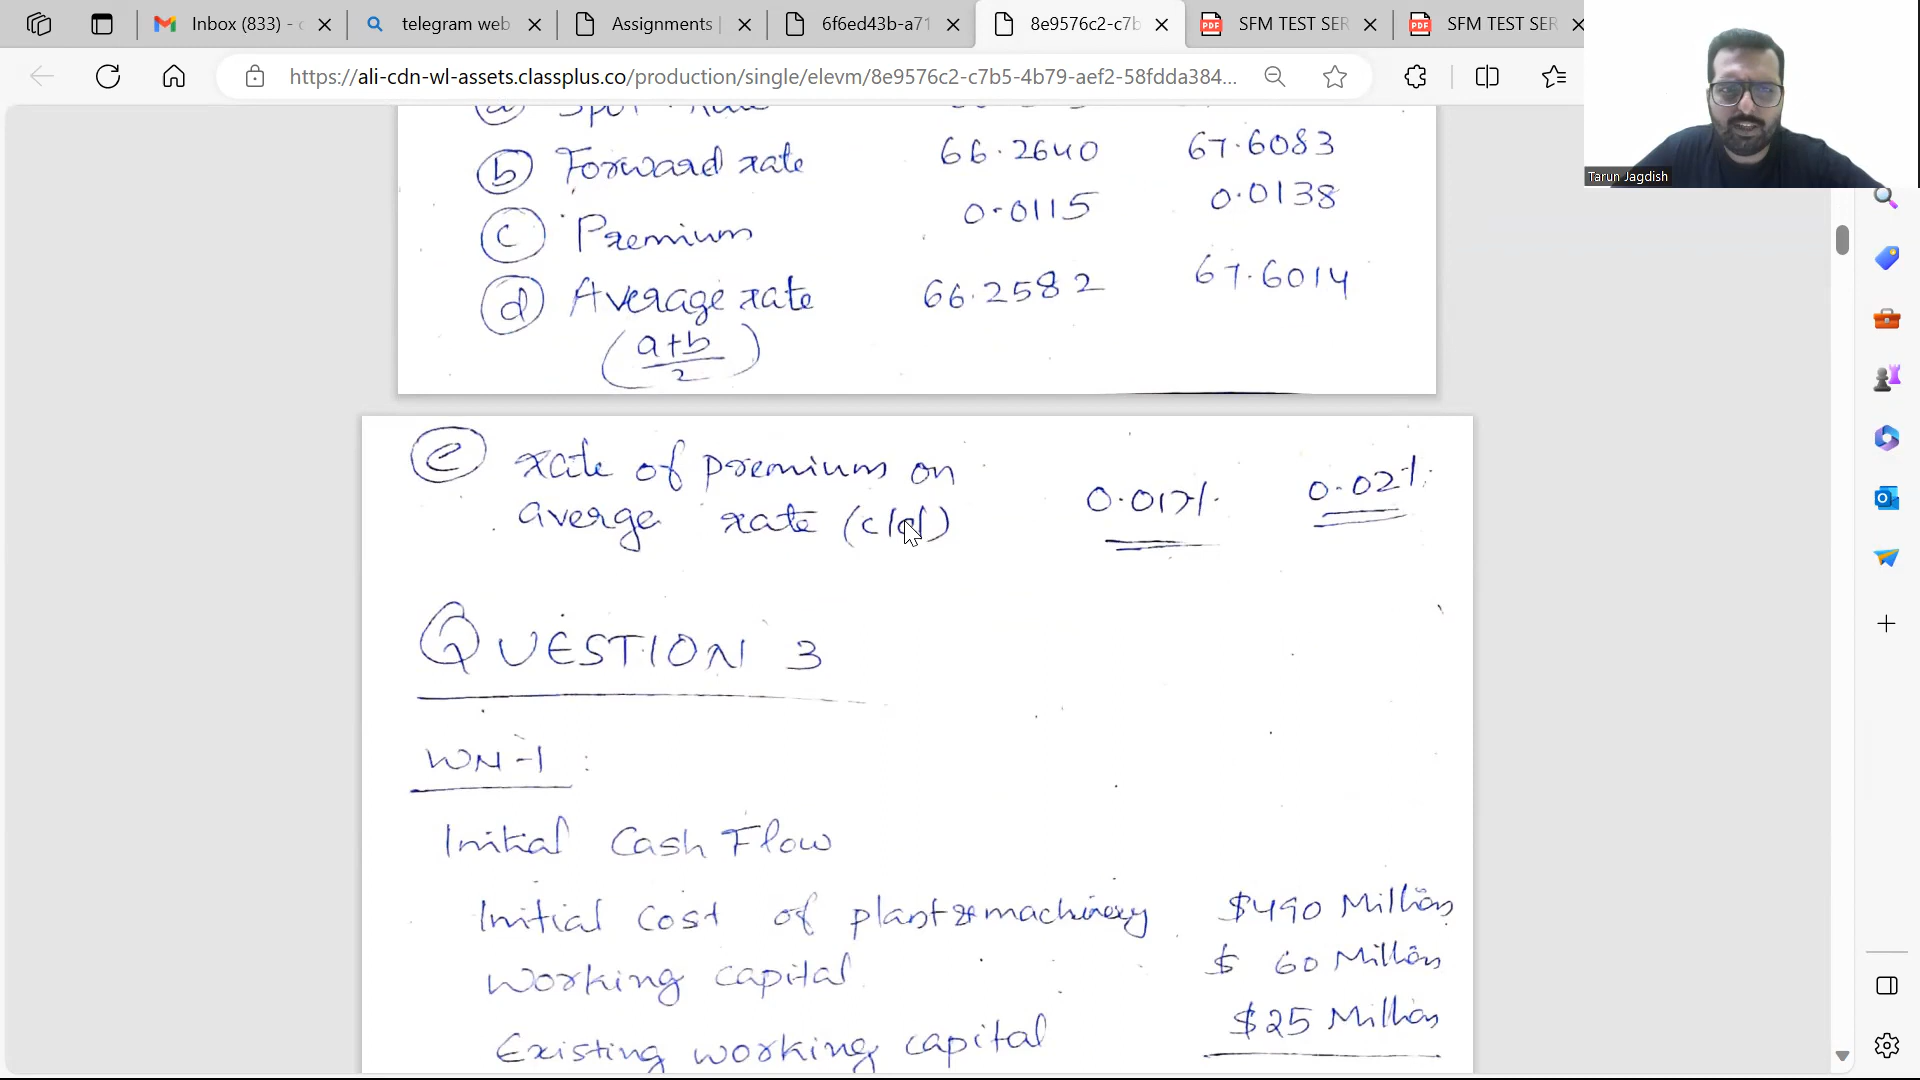 Inbox (833) - c
telegram web
Assignments |
6f6ed43b-a71
8e9576c2-c7b
PDF SFM TEST SER
PDF SFM TEST SER
https://ali-cdn-wl-assets.classplus.co/production/single/elevm/8e9576c2-c7b5-4b79-aef2-58fdda384...
Tarun Jagdish
(a) Spot Rate
(b) Forward rate 66.2640 67.6083
(c) Premium 0.0115 0.0138
(d) Average rate 66.2582 67.6014
(a+b/2)
(e) rate of premium on
averge rate (c/d) 0.017% 0.02%
QUESTION 3
WN-1 :
Initial Cash Flow
Initial cost of plant & machinery $490 Million
Working capital $ 60 Million
Existing working capital $25 Million